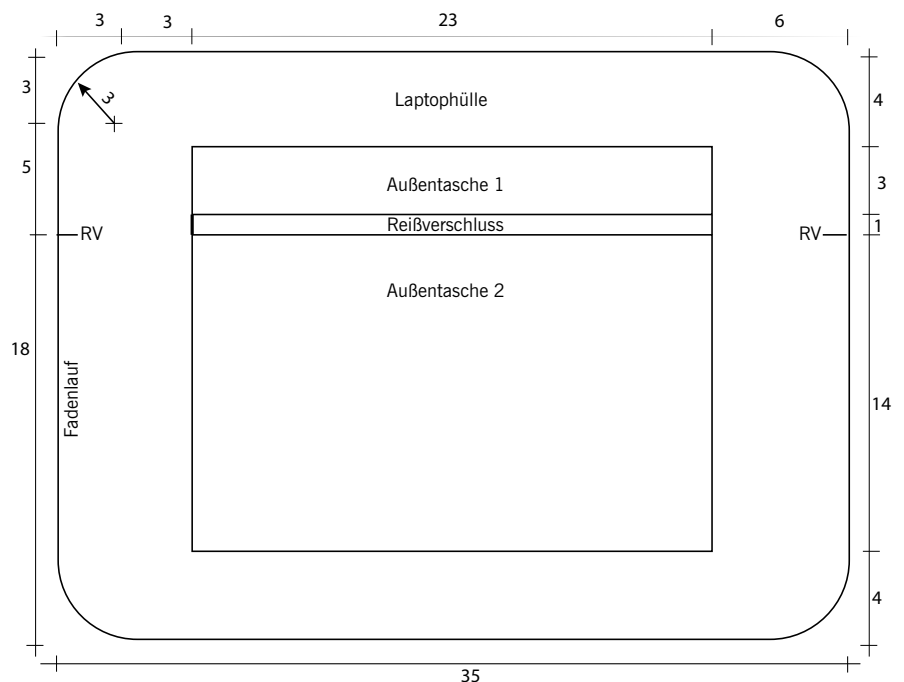 3 3 23 6
3
3
Laptophülle
4
5
Außentasche 1
3
Reißverschluss
1
RV
RV
Außentasche 2
18
Fadenlauf
14
4
35